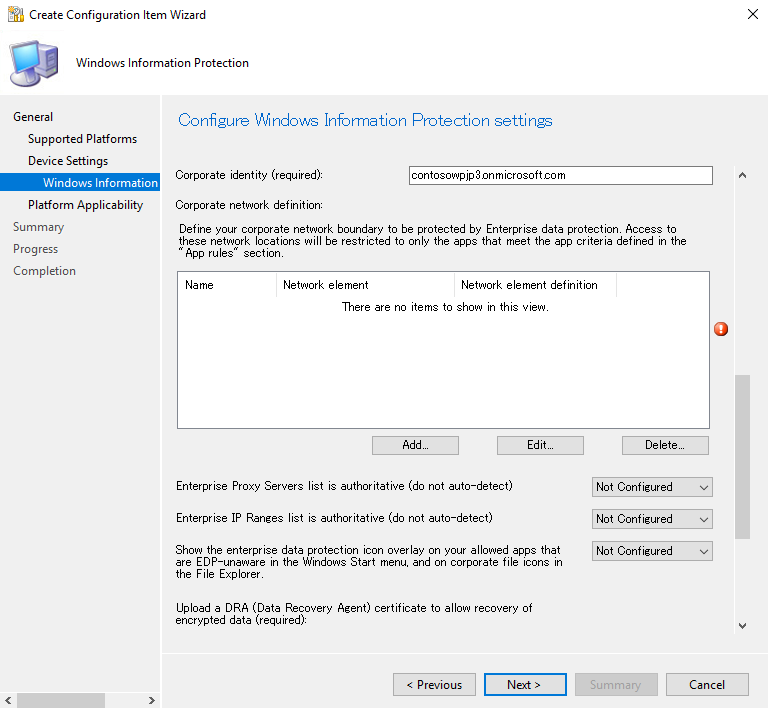 Create Configuration Item Wizard
Windows Information Protection
General
Supported Platforms
Device Settings
Windows Information
Platform Applicability
Summary
Progress
Completion
Configure Windows Information Protection settings
Corporate identity (required):
contosowpjp3.onmicrosoft.com
Corporate network definition:
Define your corporate network boundary to be protected by Enterprise data protection. Access to
these network locations will be restricted to only the apps that meet the app criteria defined in the
"App rules" section.
Name Network element Network element definition
There are no items to show in this view.
Add... Edit... Delete...
Enterprise Proxy Servers list is authoritative (do not auto-detect) Not Configured
Enterprise IP Ranges list is authoritative (do not auto-detect) Not Configured
Show the enterprise data protection icon overlay on your allowed apps that Not Configured
are EDP-unaware in the Windows Start menu, and on corporate file icons in
the File Explorer.
Upload a DRA (Data Recovery Agent) certificate to allow recovery of
encrypted data (required):
< Previous Next > Summary Cancel